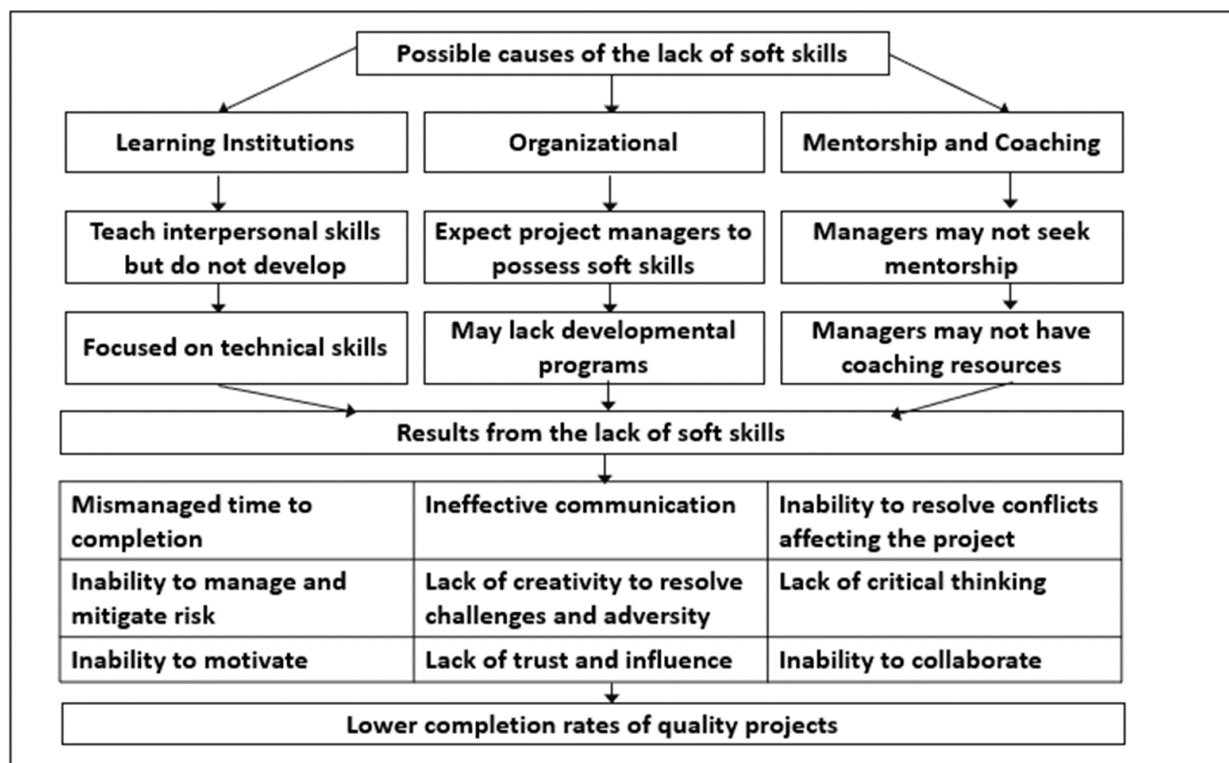 Possible causes of the lack of soft skills
Learning Institutions
Organizational
Mentorship and Coaching
Teach interpersonal skills
but do not develop
Expect project managers to
possess soft skills
Managers may not seek
mentorship
Focused on technical skills
May lack developmental
programs
Managers may not have
coaching resources
Results from the lack of soft skills
Mismanaged time to
completion
Ineffective communication
Inability to resolve conflicts
affecting the project
Inability to manage and
mitigate risk
Lack of creativity to resolve
challenges and adversity
Lack of critical thinking
Inability to motivate
Lack of trust and influence
Inability to collaborate
Lower completion rates of quality projects